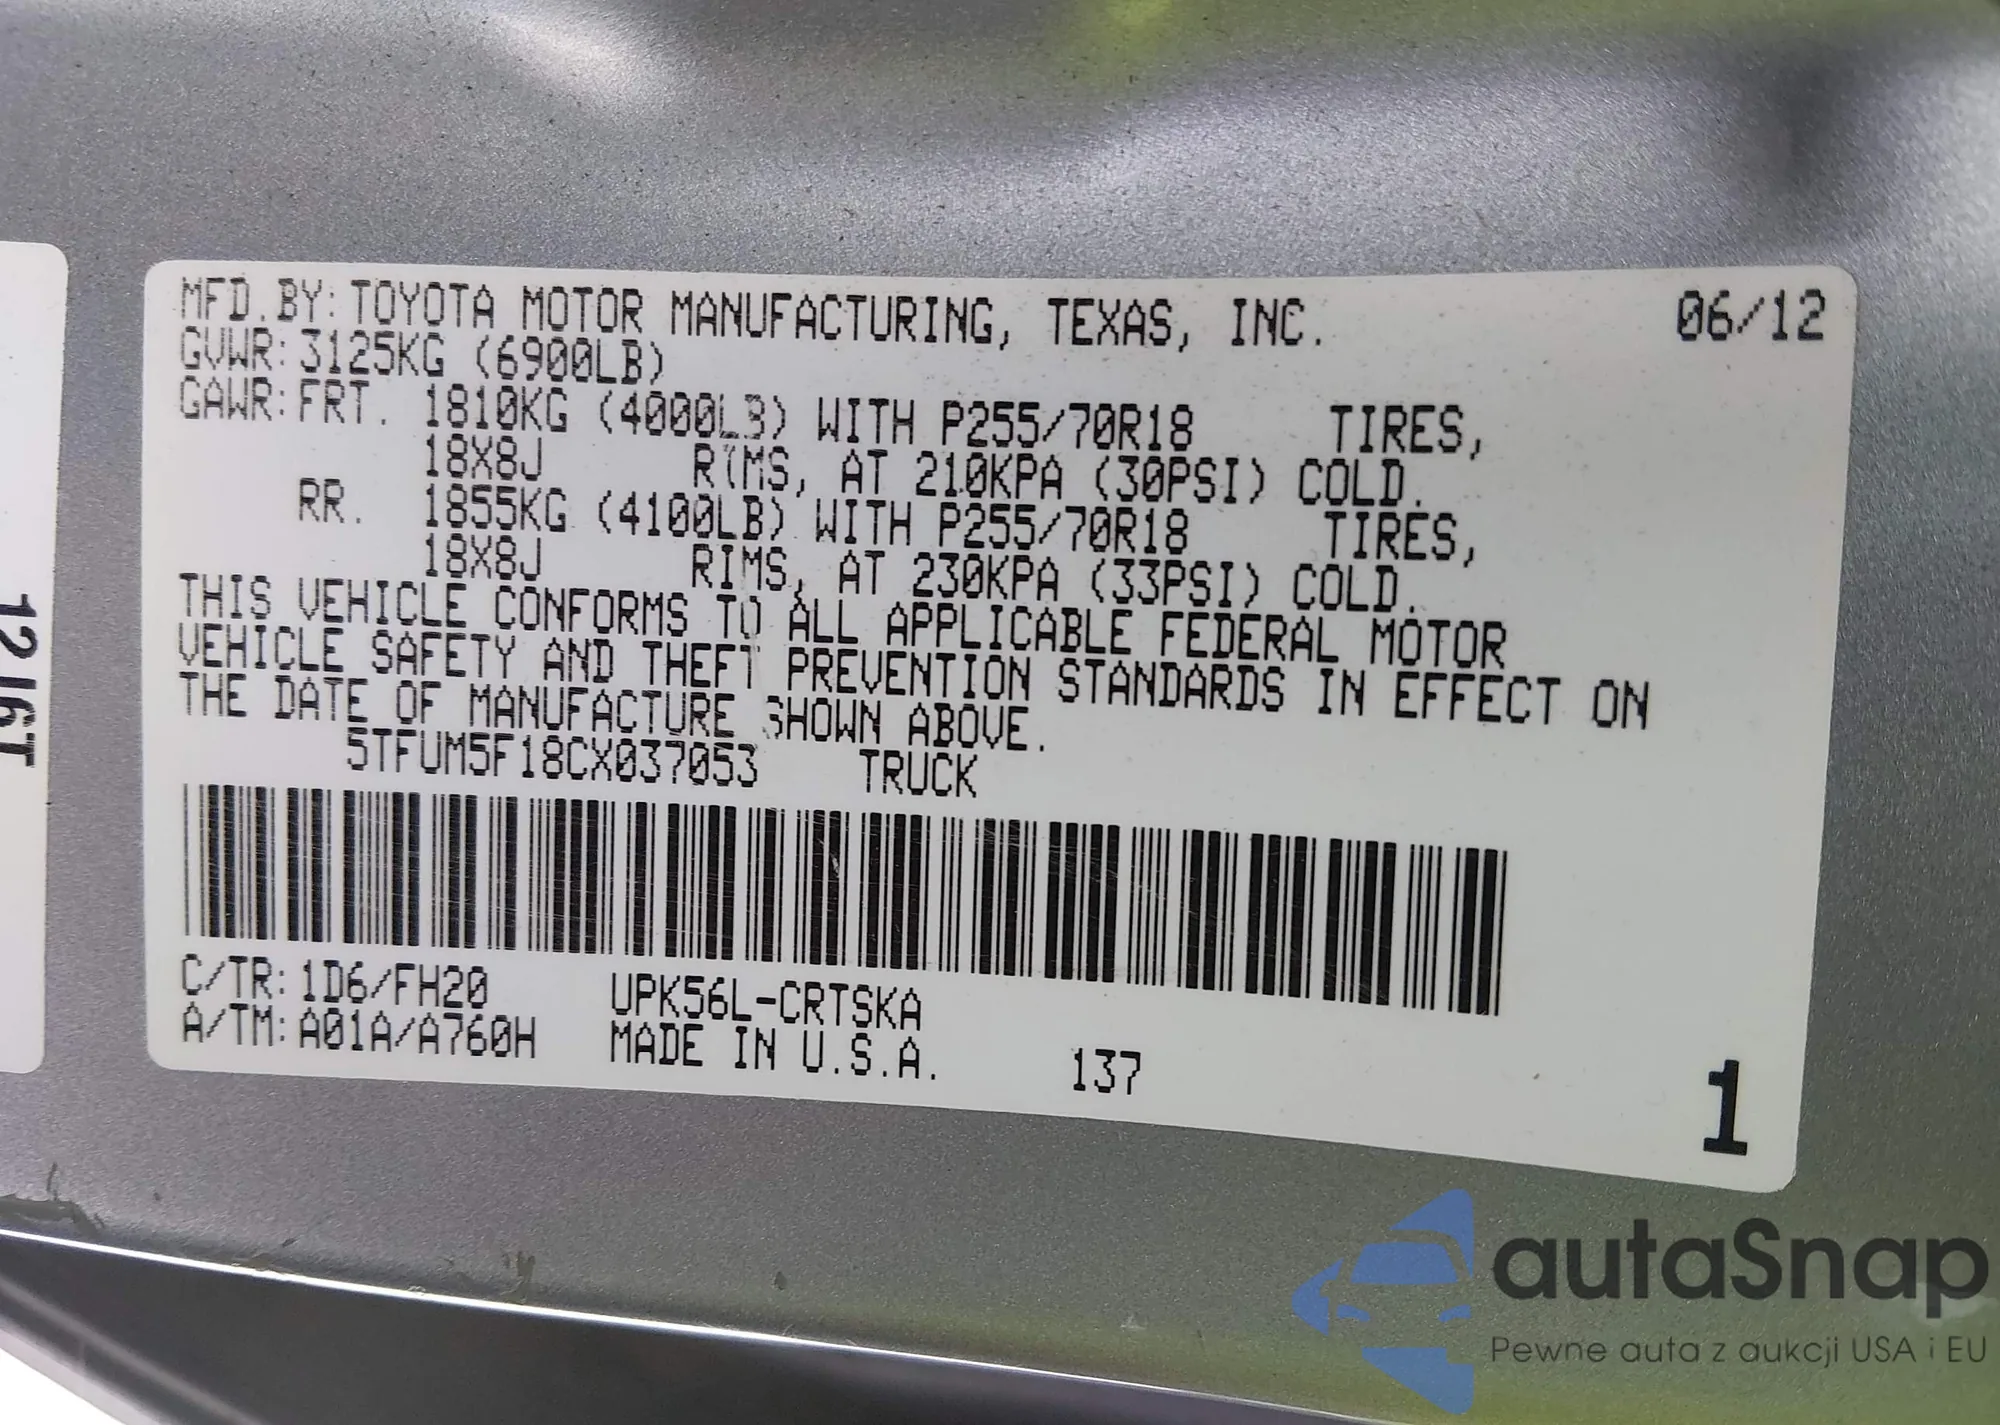 MFD.BY: TOYOTA MOTOR MANUFACTURING, TEXAS, INC. 06/12
GVWR: 3125KG (6900LB)
GAWR: FRT. 1810KG (4000LB) WITH P255/70R18 TIRES,
18X8J RIMS, AT 210KPA (30PSI) COLD.
RR. 1855KG (4100LB) WITH P255/70R18 TIRES,
18X8J RIMS, AT 230KPA (33PSI) COLD.
THIS VEHICLE CONFORMS TO ALL APPLICABLE FEDERAL MOTOR
VEHICLE SAFETY AND THEFT PREVENTION STANDARDS IN EFFECT ON
THE DATE OF MANUFACTURE SHOWN ABOVE.
5TFUM5F18CX037053 TRUCK
C/TR: 1D6/FH20 UPK56L-CRTSKA
A/TM: A01A/A760H MADE IN U.S.A. 137
1
autaSnap
Pewne auta z aukcji USA i EU